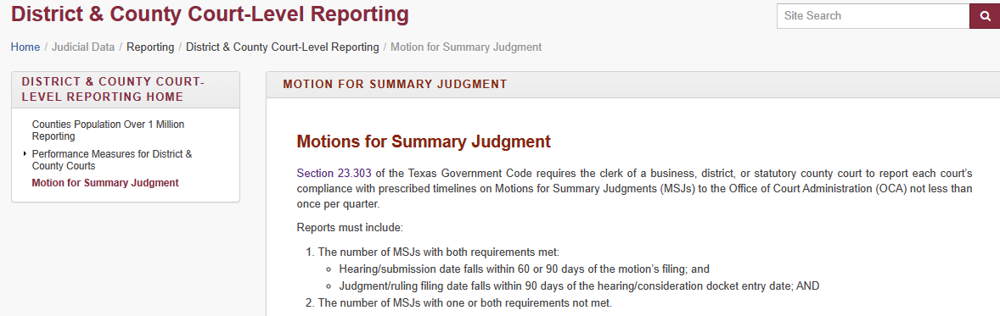 District & County Court-Level Reporting
Site Search
Home / Judicial Data / Reporting / District & County Court-Level Reporting / Motion for Summary Judgment
DISTRICT & COUNTY COURT-
LEVEL REPORTING HOME
Counties Population Over 1 Million
Reporting
Performance Measures for District &
County Courts
Motion for Summary Judgment
MOTION FOR SUMMARY JUDGMENT
Motions for Summary Judgment
Section 23.303 of the Texas Government Code requires the clerk of a business, district, or statutory county court to report each court's
compliance with prescribed timelines on Motions for Summary Judgments (MSJs) to the Office of Court Administration (OCA) not less than
once per quarter.
Reports must include:
1. The number of MSJs with both requirements met:
Hearing/submission date falls within 60 or 90 days of the motion's filing; and
Judgment/ruling filing date falls within 90 days of the hearing/consideration docket entry date; AND
2. The number of MSJs with one or both requirements not met.